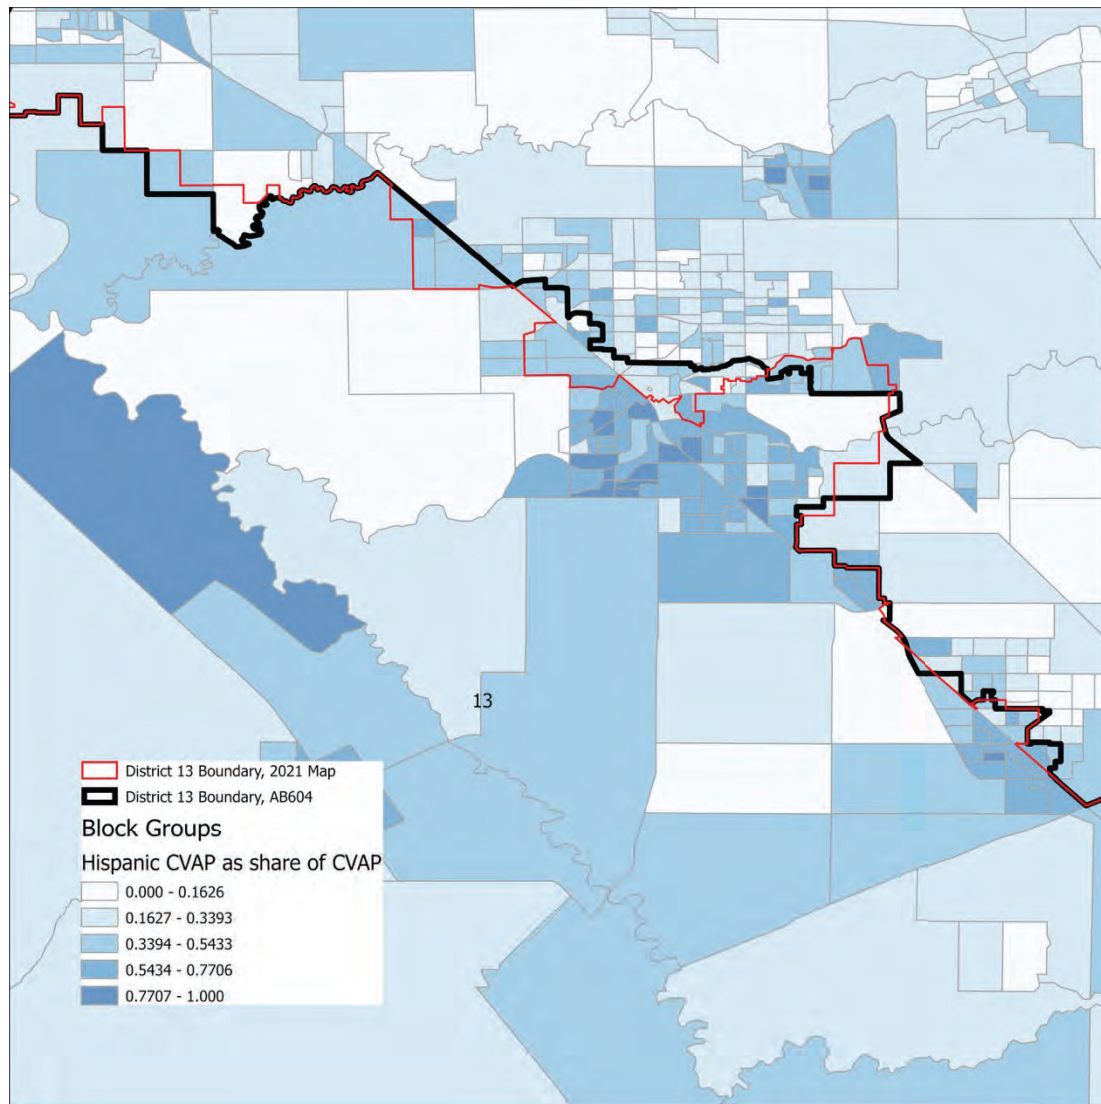 13
District 13 Boundary, 2021 Map
District 13 Boundary, AB604
Block Groups
Hispanic CVAP as share of CVAP
0.000 - 0.1626
0.1627 - 0.3393
0.3394 - 0.5433
0.5434 - 0.7706
0.7707 - 1.000